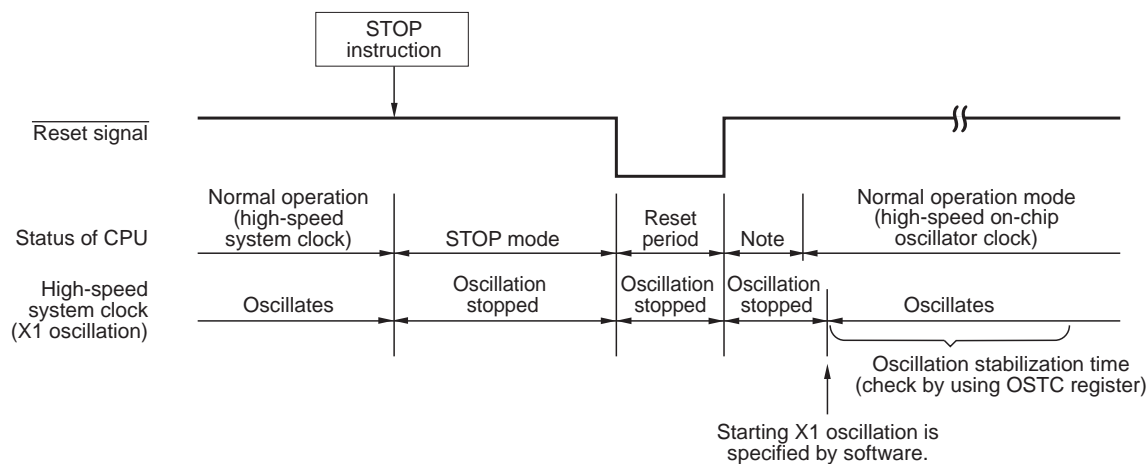 STOP
instruction
Reset signal
Status of CPU
Normal operation
(high-speed
system clock)
STOP mode
Reset
period
Note
Normal operation mode
(high-speed on-chip
oscillator clock)
High-speed
system clock
(X1 oscillation)
Oscillates
Oscillation
stopped
Oscillation
stopped
Oscillation
stopped
Oscillates
Oscillation stabilization time
(check by using OSTC register)
Starting X1 oscillation is
specified by software.